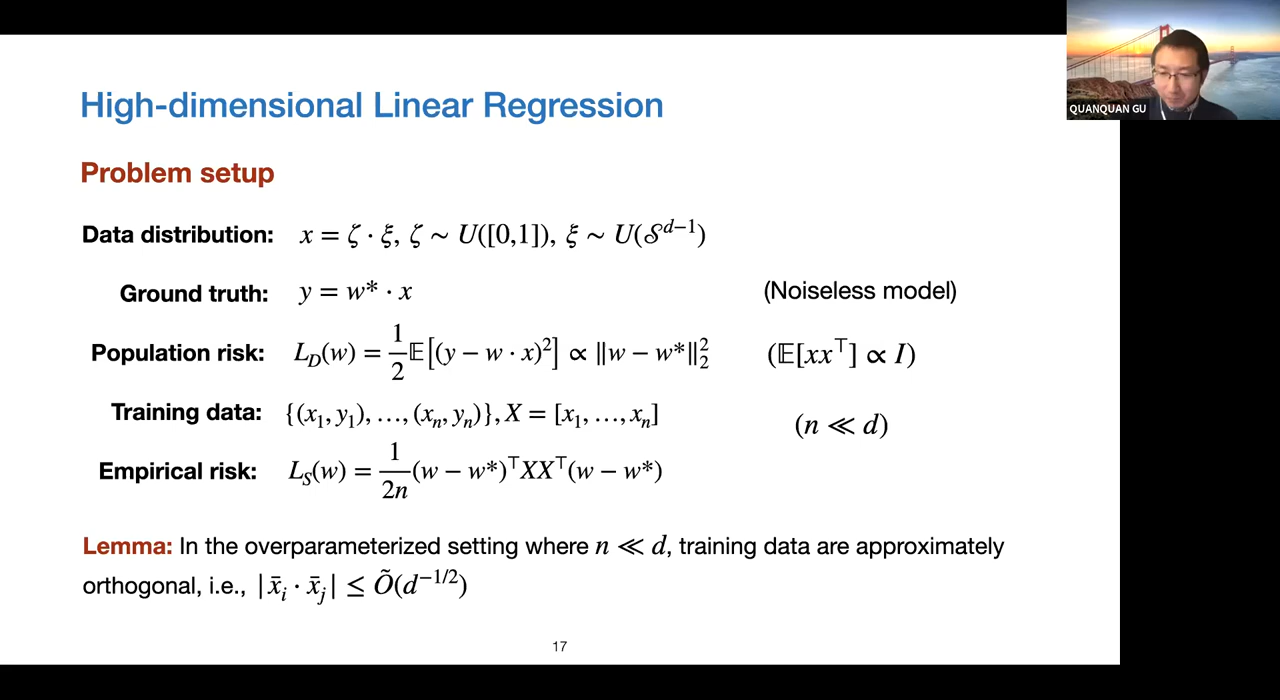 QUANQUAN GU
High-dimensional Linear Regression
Problem setup
Data distribution: x = ζ · ξ, ζ ∼ U([0,1]), ξ ∼ U(𝒮^{d−1})
Ground truth: y = w* · x (Noiseless model)
Population risk: L_D(w) = \frac{1}{2}𝔼[(y − w · x)^2] ∝ ‖w − w*‖_2^2 (𝔼[xx^⊤] ∝ I)
Training data: {(x_1, y_1), …, (x_n, y_n)}, X = [x_1, …, x_n]
(n ≪ d)
Empirical risk: L_S(w) = \frac{1}{2n}(w − w*)^⊤XX^⊤(w − w*)
Lemma: In the overparameterized setting where n ≪ d, training data are approximately
orthogonal, i.e., |x̄_i · x̄_j| ≤ Õ(d^{−1/2})
17